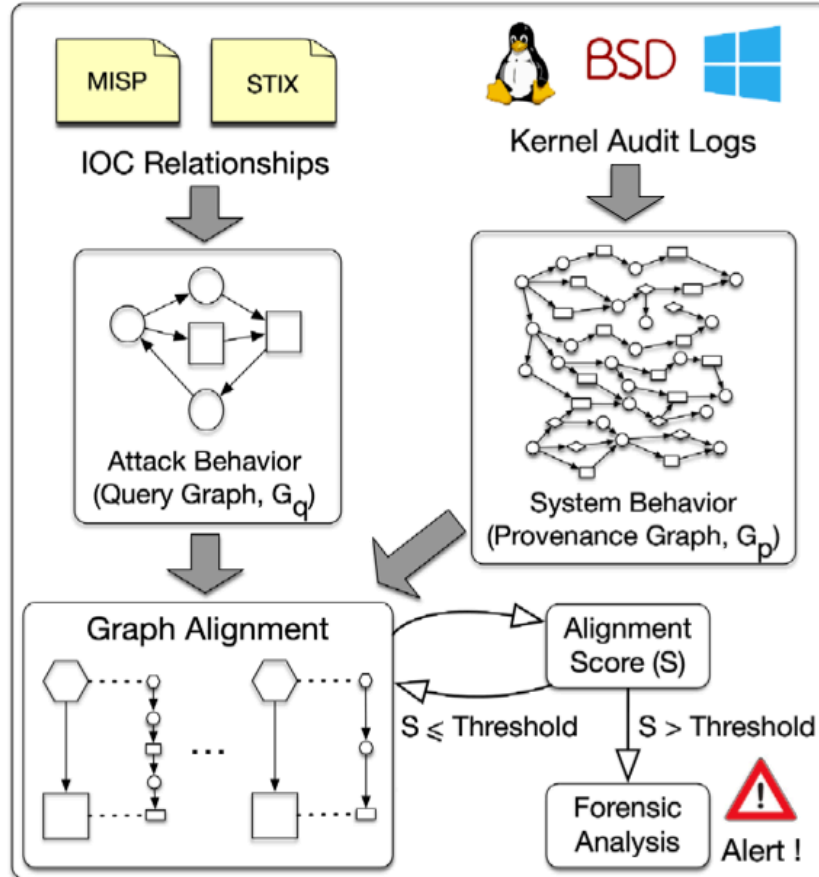 MISP
STIX
BSD
IOC Relationships
Kernel Audit Logs
Attack Behavior
(Query Graph, Gq)
System Behavior
(Provenance Graph, Gp)
Graph Alignment
...
Alignment
Score (S)
S ⩽ Threshold
S > Threshold
Forensic
Analysis
!
Alert !